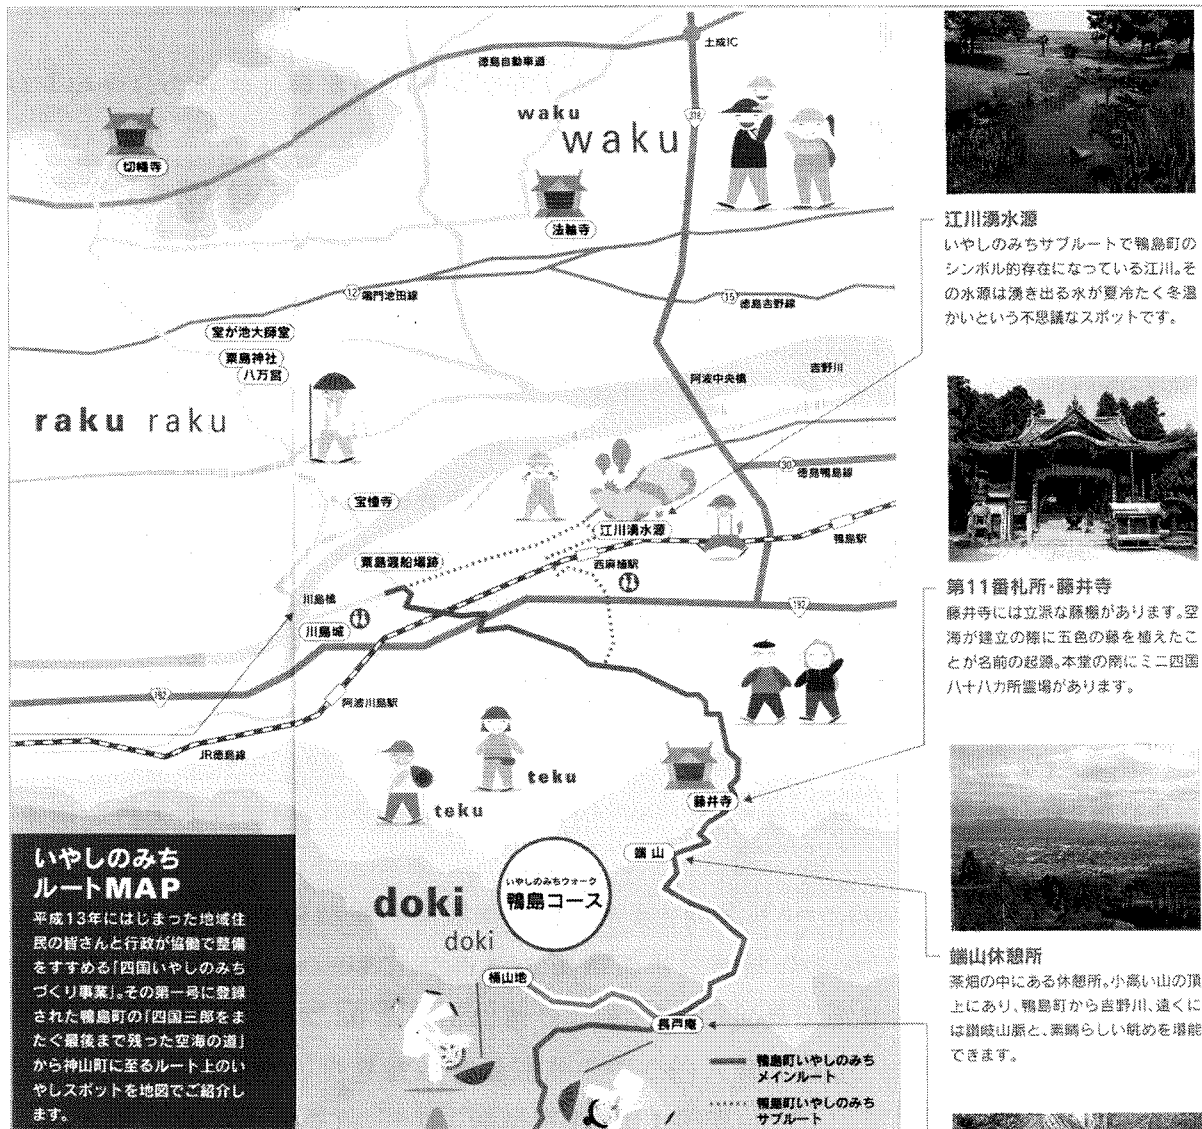 土成IC
徳島自動車道
waku
waku
318
切幡寺
法輪寺
12
鳴門池田線
15
徳島吉野線
室が池大師堂
粟島神社
八万宮
阿波中央橋
吉野川
raku raku
30
徳島鴨島線
宝幢寺
江川湧水源
鴨島駅
粟島渡船場跡
西麻植駅
川島橋
川島城
192
192
阿波川島駅
JR徳島線
teku
teku
藤井寺
端山
いやしのみちウォーク
鴨島コース
doki
doki
樋山地
長戸庵
鴨島町いやしのみち
メインルート
鴨島町いやしのみち
サブルート
いやしのみち
ルートMAP
平成13年にはじまった地域住
民の皆さんと行政が協働で整備
をすすめる「四国いやしのみち
づくり事業」。その第一号に登録
された鴨島町の「四国三郎をま
たぐ最後まで残った空海の道」
から神山町に至るルート上のい
やしスポットを地図でご紹介し
ます。
江川湧水源
いやしのみちサブルートで鴨島町の
シンボル的存在になっている江川。そ
の水源は湧き出る水が夏冷たく冬温
かいという不思議なスポットです。
第11番札所・藤井寺
藤井寺には立派な藤棚があります。空
海が建立の際に五色の藤を植えたこ
とが名前の起源。本堂の南にミニ四国
八十八カ所霊場があります。
端山休憩所
茶畑の中にある休憩所。小高い山の頂
上にあり、鴨島町から吉野川、遠くに
は讃岐山脈と、素晴らしい眺めを堪能
できます。